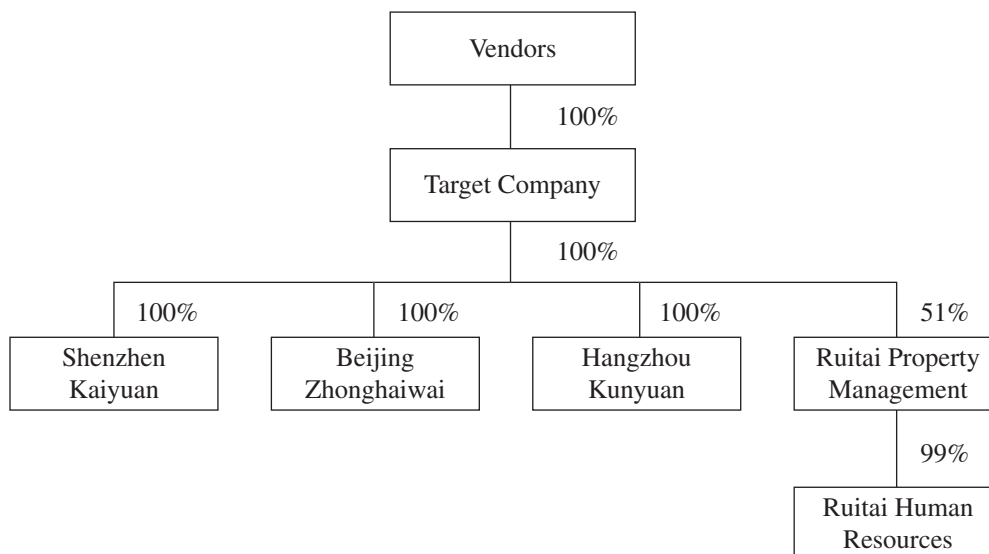 Vendors
100%
Target Company
100%
100%
100%
100%
51%
Shenzhen
Kaiyuan
Beijing
Zhonghaiwai
Hangzhou
Kunyuan
Ruitai Property
Management
99%
Ruitai Human
Resources